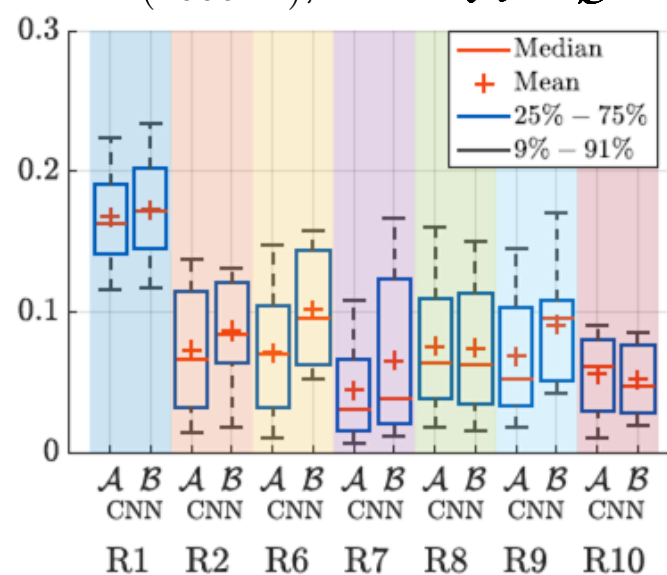 0.3
Median
Mean
25% – 75%
9% – 91%
0.2
0.1
0
𝒜 ℬ 𝒜 ℬ 𝒜 ℬ 𝒜 ℬ 𝒜 ℬ 𝒜 ℬ 𝒜 ℬ
CNN CNN CNN CNN CNN CNN CNN
R1 R2 R6 R7 R8 R9 R10